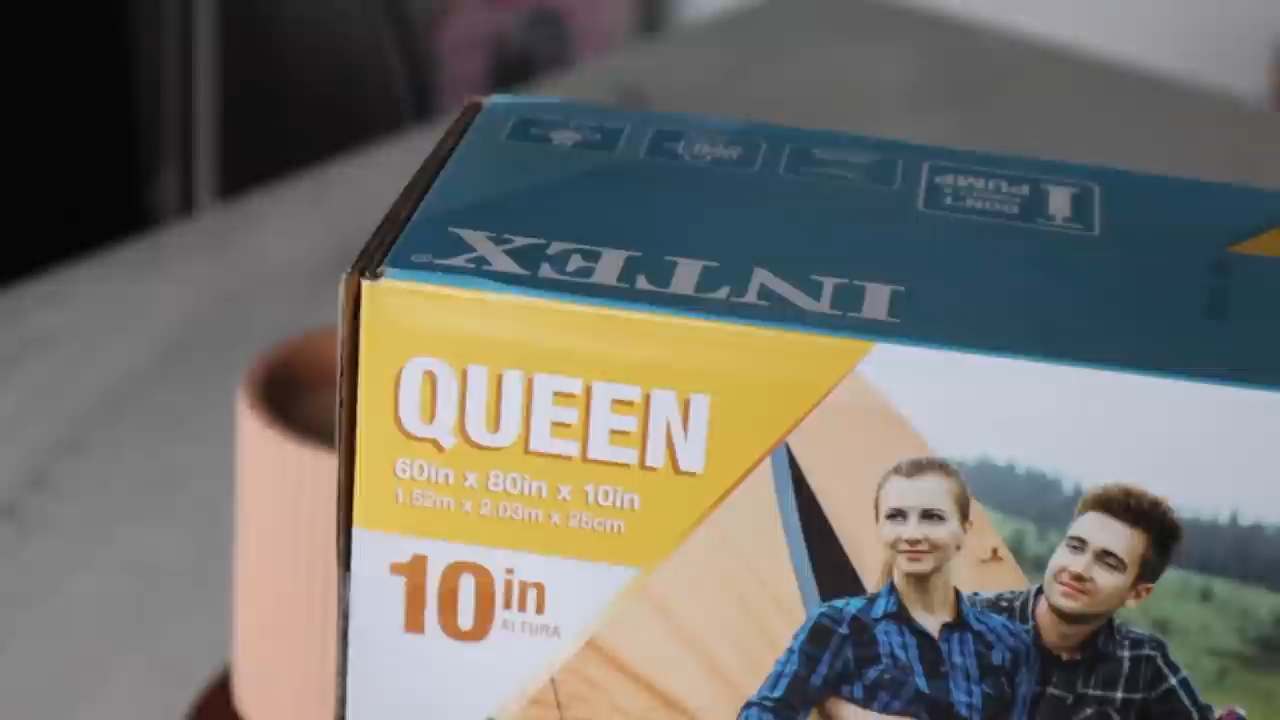 INTEX®
1 PUMP
QUEEN
60in x 80in x 10in
1.52m x 2.03m x 25cm
10in
ALTURA